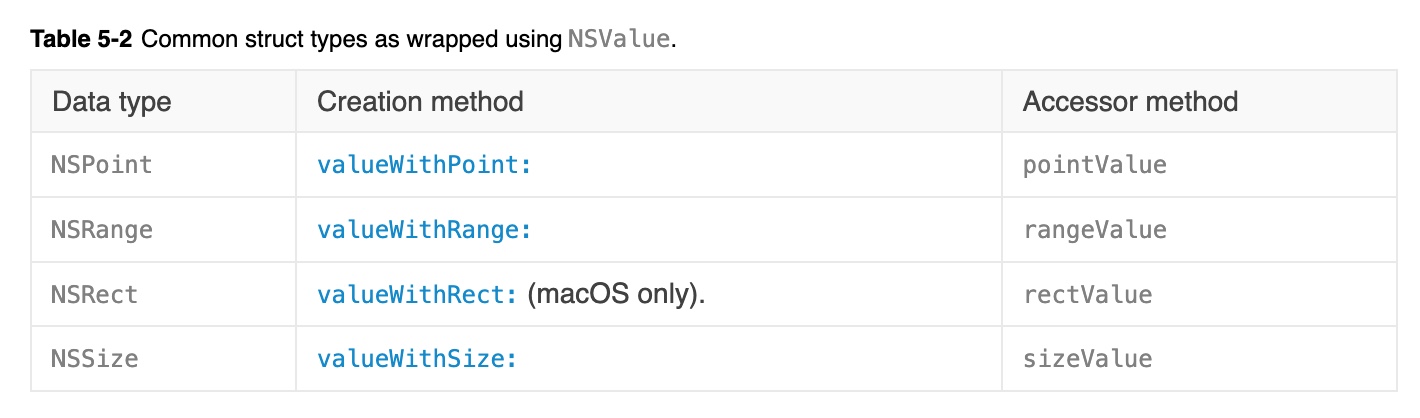 Table 5-2 Common struct types as wrapped using NSValue.
Data type Creation method Accessor method
NSPoint valueWithPoint: pointValue
NSRange valueWithRange: rangeValue
NSRect valueWithRect: (macOS only). rectValue
NSSize valueWithSize: sizeValue